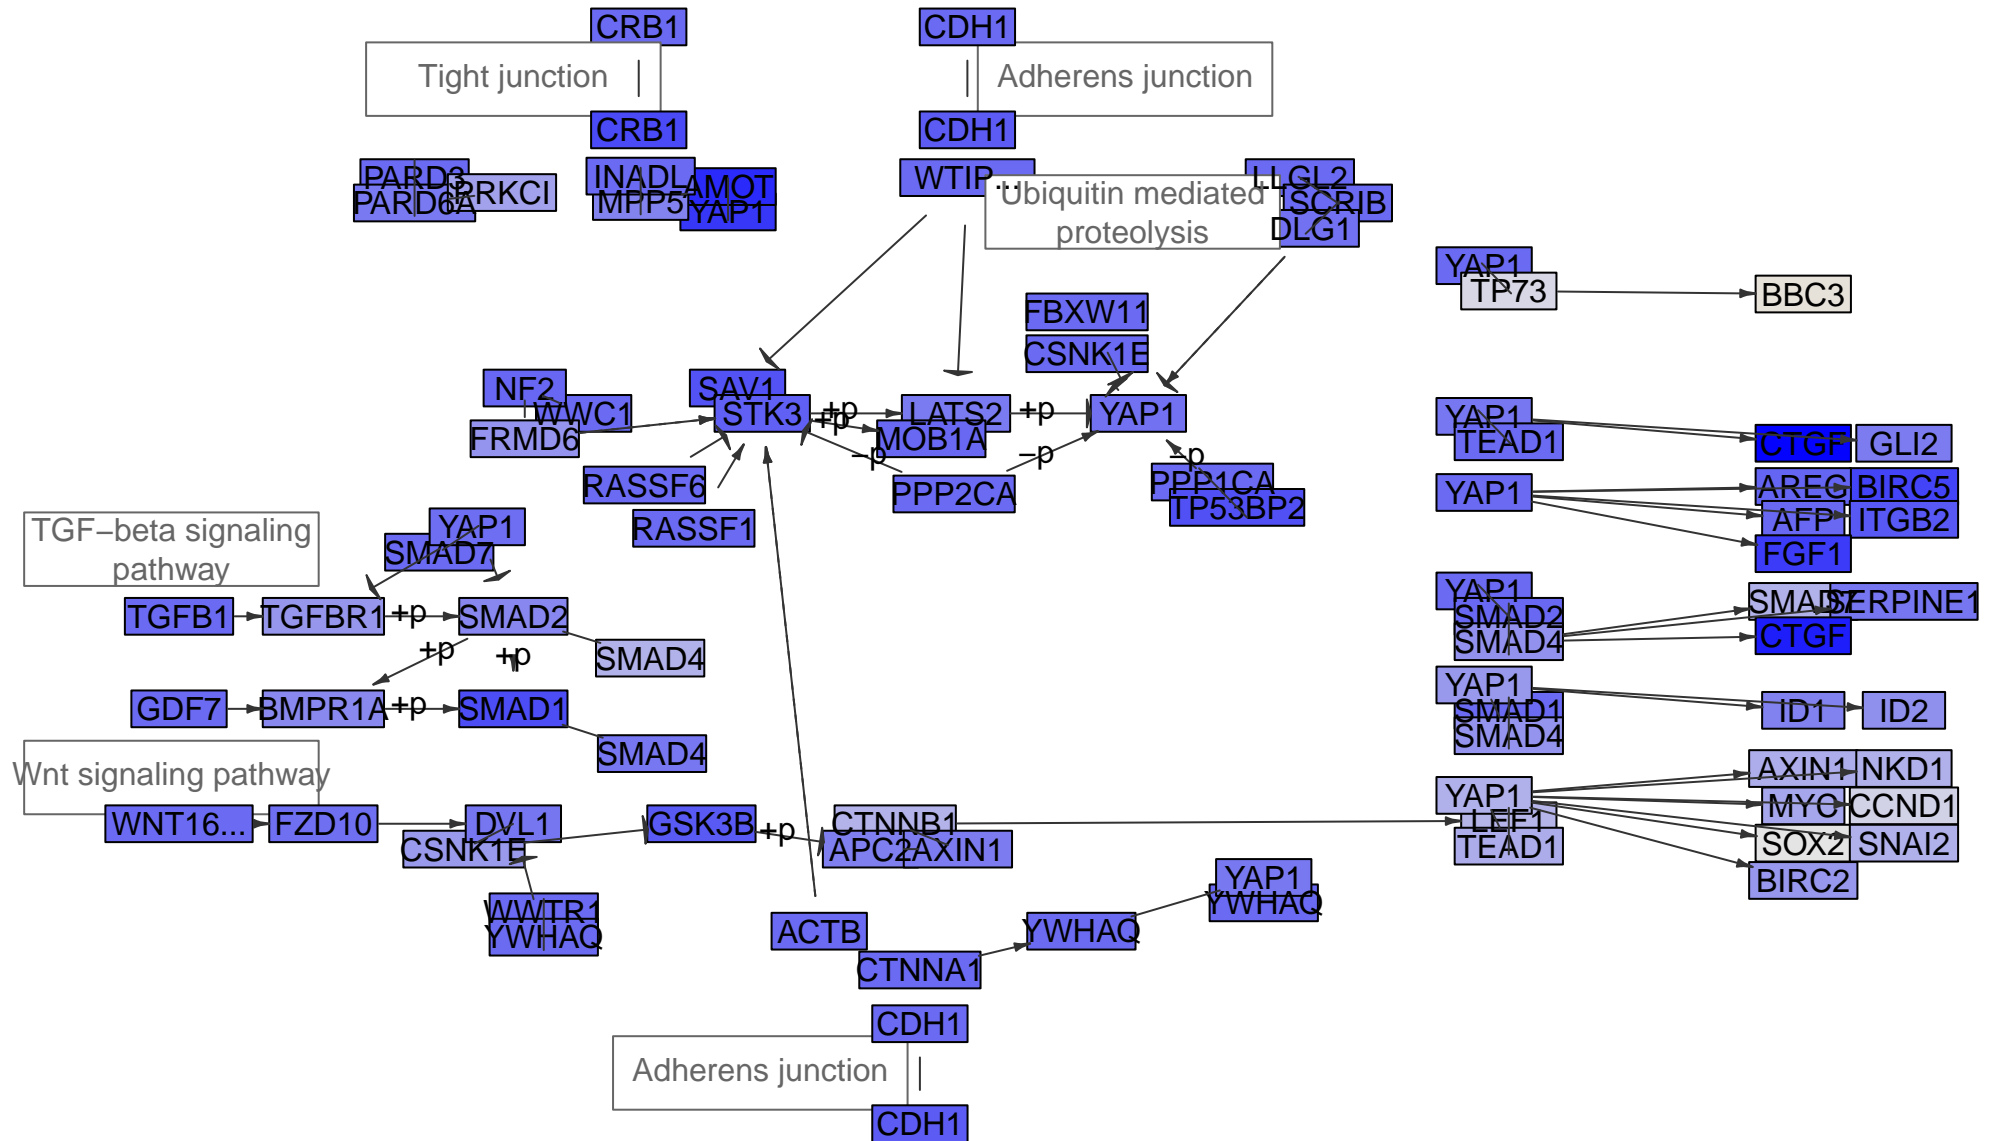 CRB1
CDH1
Tight junction
Adherens junction
CRB1
CDH1
PARD3
PARD6A
PRKCI
INADL
MPP5
AMOT
YAP1
WTIP...
Ubiquitin mediated
proteolysis
LLGL2
SCRIB
DLG1
YAP1
TP73
BBC3
FBXW11
CSNK1E
NF2
WWC1
FRMD6
SAV1
STK3
+p
+p
LATS2
MOB1A
+p
YAP1
−p
−p
−p
RASSF6
RASSF1
PPP2CA
PPP1CA
TP53BP2
YAP1
TEAD1
CTGF
GLI2
YAP1
AREG
BIRC5
AFP
ITGB2
FGF1
TGF−beta signaling
pathway
YAP1
SMAD7
TGFB1
TGFBR1
+p
SMAD2
SMAD4
+p
+p
GDF7
BMPR1A
+p
SMAD1
SMAD4
YAP1
SMAD2
SMAD4
SMAD7
SERPINE1
CTGF
YAP1
SMAD1
SMAD4
ID1
ID2
Wnt signaling pathway
WNT16...
FZD10
DVL1
CSNK1E
GSK3B
+p
CTNNB1
APC2
AXIN1
YAP1
LEF1
TEAD1
AXIN1
NKD1
MYC
CCND1
SOX2
SNAI2
BIRC2
WWTR1
YWHAQ
ACTB
CTNNA1
YWHAQ
YAP1
YWHAQ
CDH1
Adherens junction
CDH1